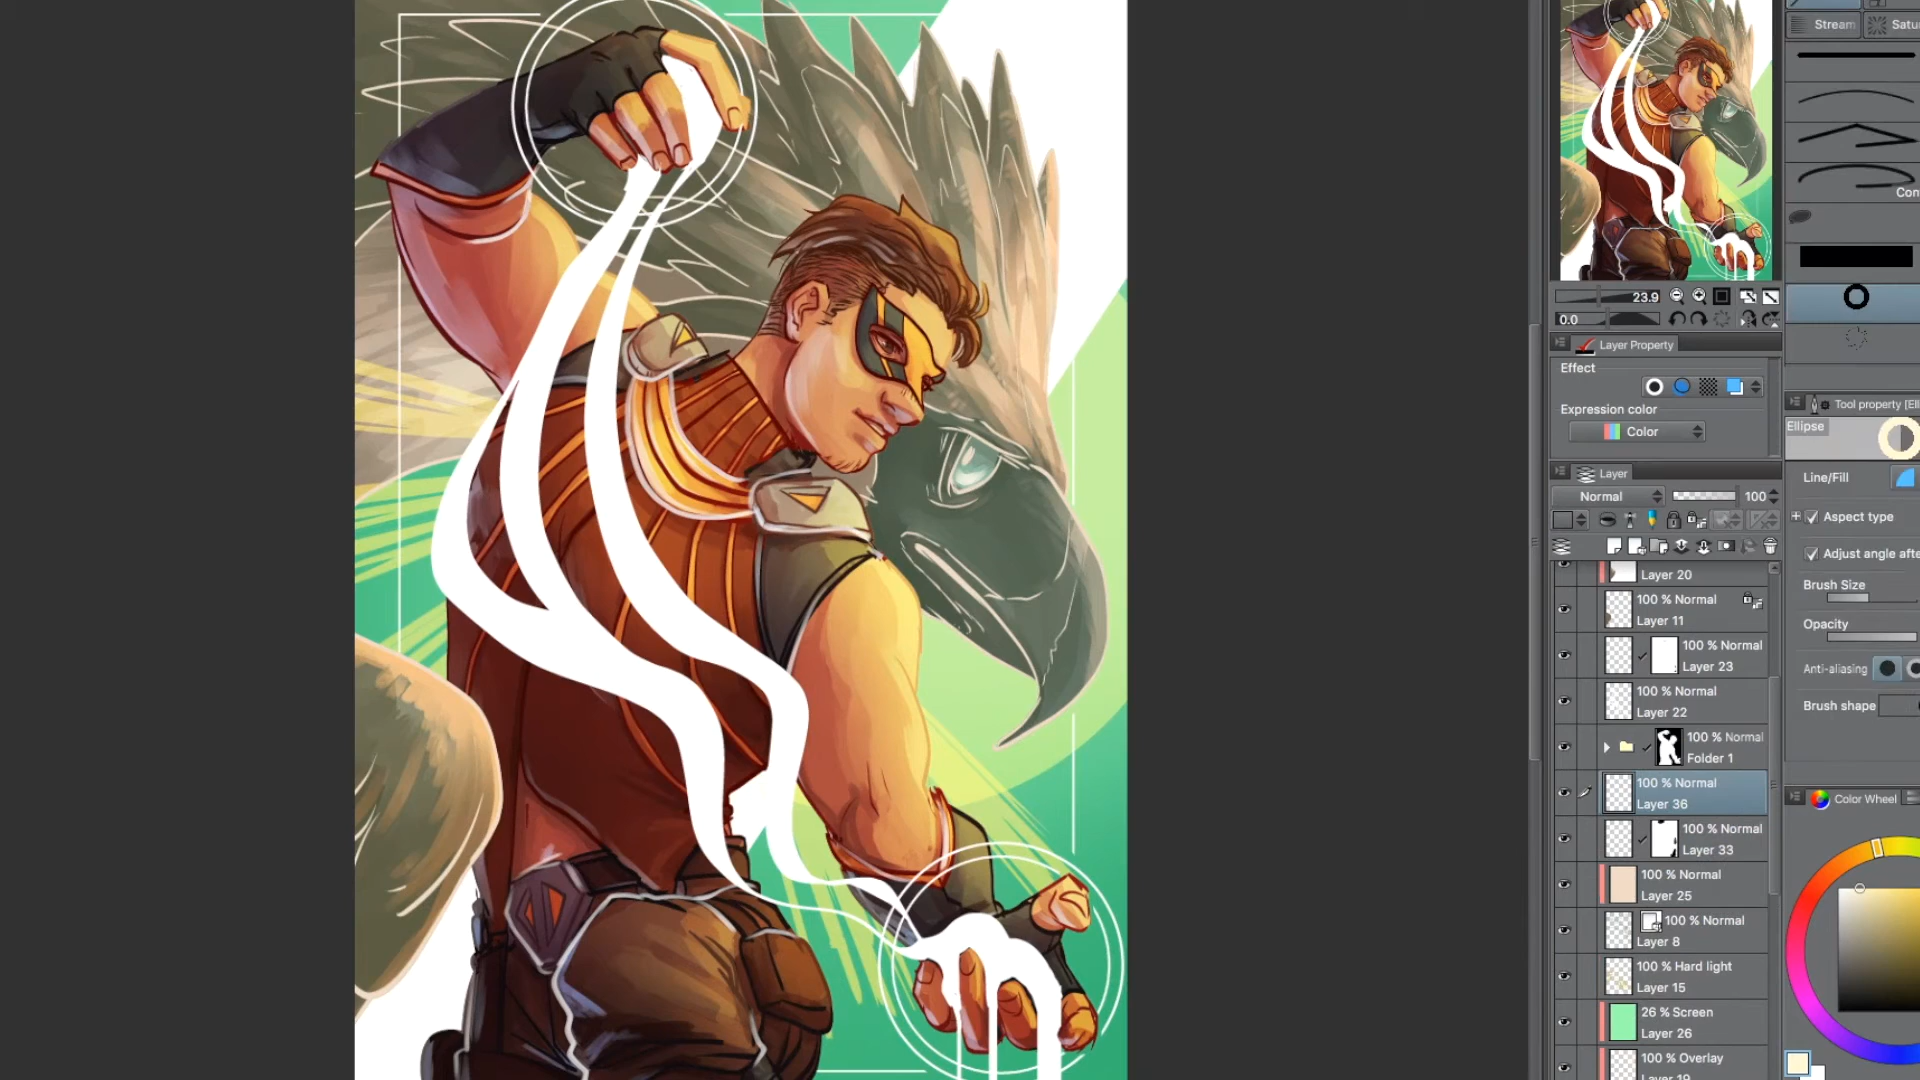 Stream
Satu
Con
23.9
0.0
Layer Property
Effect
Expression color
Color
Layer
Normal
100
Layer 20
100 % Normal
Layer 11
100 % Normal
Layer 23
100 % Normal
Layer 22
100 % Normal
Folder 1
100 % Normal
Layer 36
100 % Normal
Layer 33
100 % Normal
Layer 25
100 % Normal
Layer 8
100 % Hard light
Layer 15
26 % Screen
Layer 26
100 % Overlay
Layer 19
Tool property [Elli
Ellipse
Line/Fill
Aspect type
Adjust angle afte
Brush Size
Opacity
Anti-aliasing
Brush shape
Color Wheel